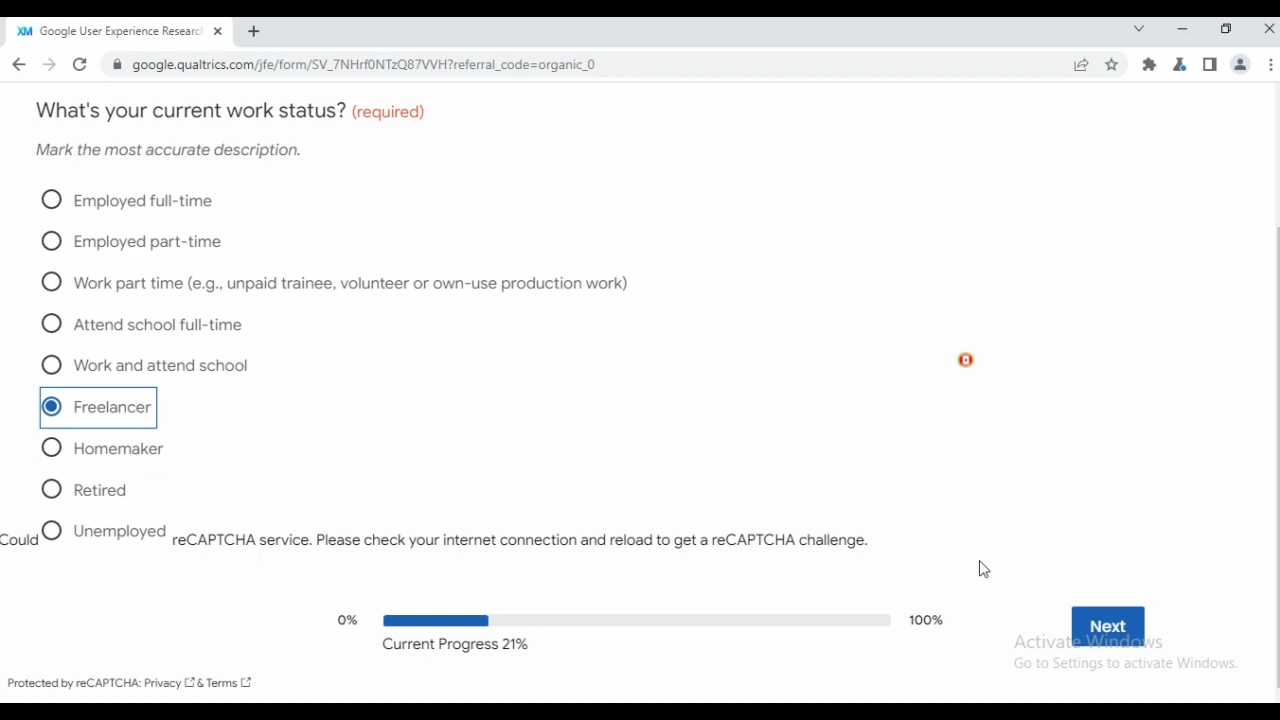 XM Google User Experience Research
google.qualtrics.com/jfe/form/SV_7NHrf0NTzQ87VVH?referral_code=organic_0
What's your current work status? (required)
Mark the most accurate description.
Employed full-time
Employed part-time
Work part time (e.g., unpaid trainee, volunteer or own-use production work)
Attend school full-time
Work and attend school
Freelancer
Homemaker
Retired
Unemployed
Could reCAPTCHA service. Please check your internet connection and reload to get a reCAPTCHA challenge.
0% 100%
Next
Current Progress 21%
Activate Windows
Go to Settings to activate Windows.
Protected by reCAPTCHA: Privacy & Terms